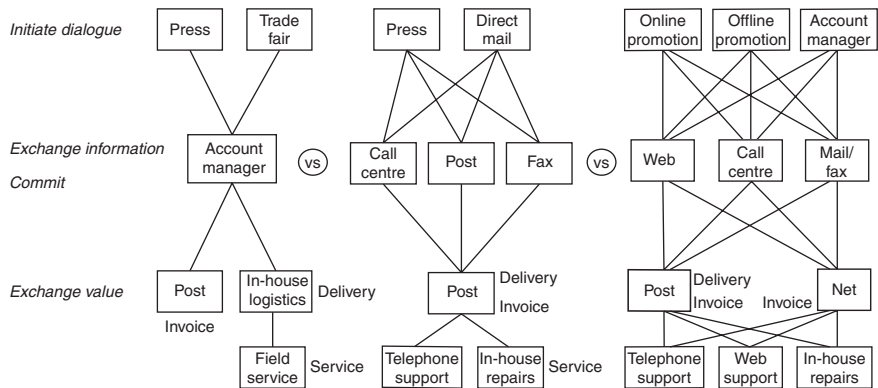 Initiate dialogue
Press
Trade
fair
Press
Direct
mail
Online
promotion
Offline
promotion
Account
manager
Exchange information
Commit
Account
manager
vs
Call
centre
Post
Fax
vs
Web
Call
centre
Mail/
fax
Exchange value
Post
Invoice
In-house
logistics
Delivery
Field
service
Service
Post
Delivery
Invoice
Telephone
support
In-house
repairs
Service
Post
Delivery
Invoice
Invoice
Net
Telephone
support
Web
support
In-house
repairs